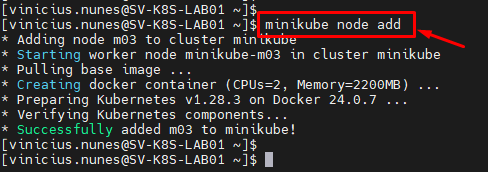 [vinicius.nunes@SV-K8S-LAB01 ~]$
[vinicius.nunes@SV-K8S-LAB01 ~]$ minikube node add
* Adding node m03 to cluster minikube
* Starting worker node minikube-m03 in cluster minikube
* Pulling base image ...
* Creating docker container (CPUs=2, Memory=2200MB) ...
* Preparing Kubernetes v1.28.3 on Docker 24.0.7 ...
* Verifying Kubernetes components...
* Successfully added m03 to minikube!
[vinicius.nunes@SV-K8S-LAB01 ~]$
[vinicius.nunes@SV-K8S-LAB01 ~]$